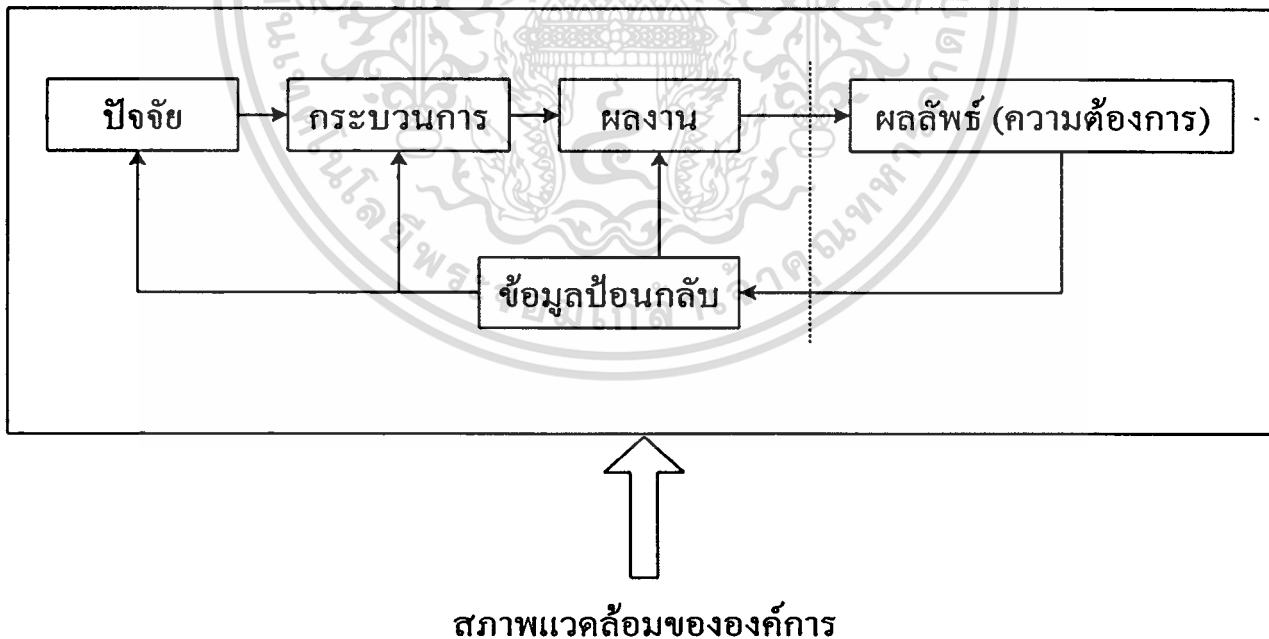 ปัจจัย
กระบวนการ
ผลงาน
ผลลัพธ์ (ความต้องการ)
ข้อมูลป้อนกลับ
สภาพแวดล้อมขององค์การ